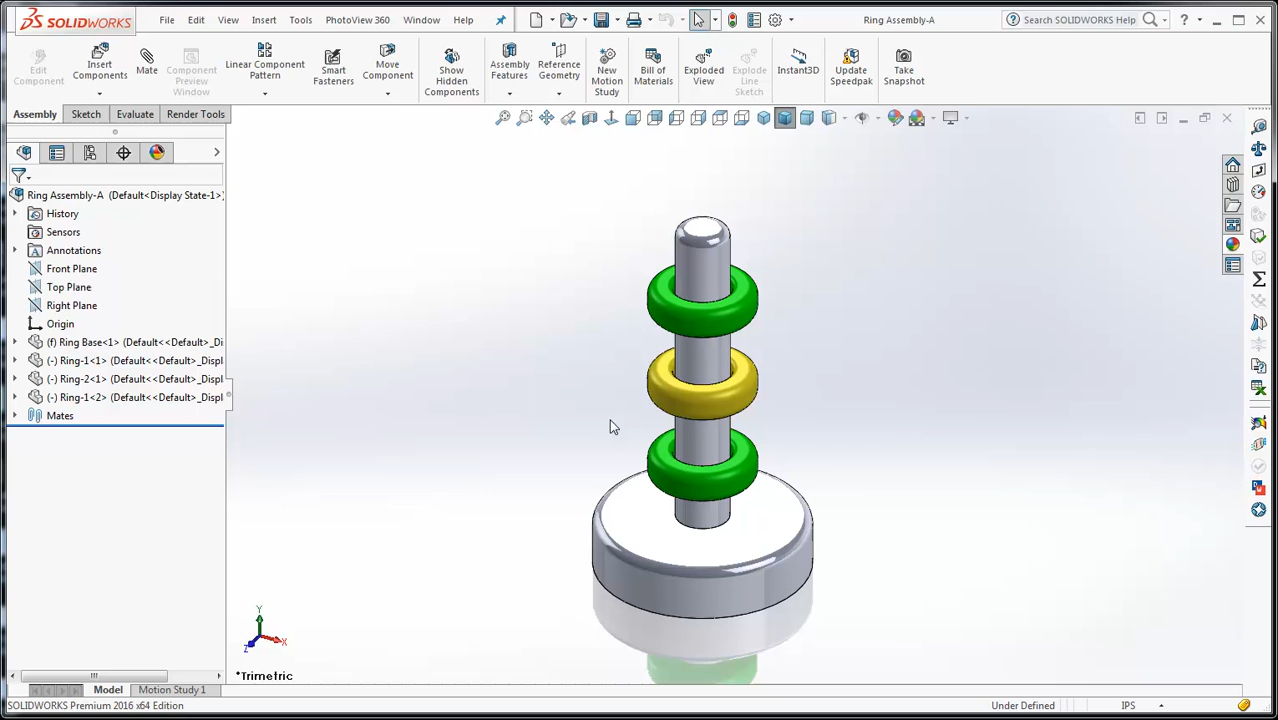 SOLIDWORKS File Edit View Insert Tools PhotoView 360 Window Help Ring Assembly-A Search SOLIDWORKS Help
Edit Component
Insert Components
Mate
Component Preview Window
Linear Component Pattern
Smart Fasteners
Move Component
Show Hidden Components
Assembly Features
Reference Geometry
New Motion Study
Bill of Materials
Exploded View
Explode Line Sketch
Instant3D
Update Speedpak
Take Snapshot
Assembly Sketch Evaluate Render Tools
Ring Assembly-A (Default<Display State-1>)
History
Sensors
Annotations
Front Plane
Top Plane
Right Plane
Origin
(f) Ring Base<1> (Default<<Default>_Di
(-) Ring-1<1> (Default<<Default>_Displ
(-) Ring-2<1> (Default<<Default>_Displ
(-) Ring-1<2> (Default<<Default>_Displ
Mates
Y
X
Z
*Trimetric
Model Motion Study 1
SOLIDWORKS Premium 2016 x64 Edition Under Defined IPS